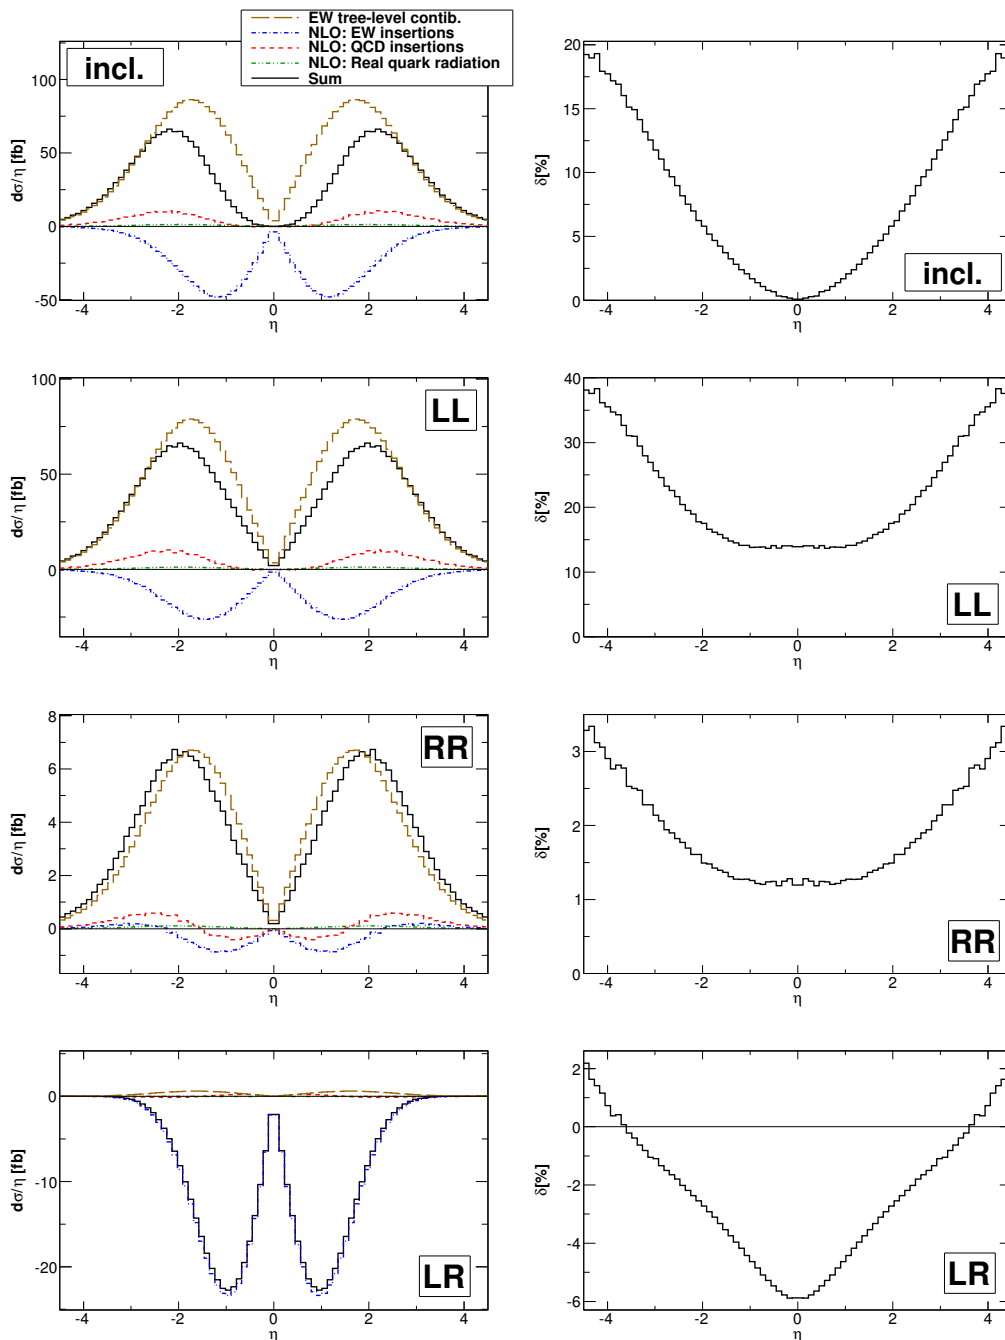 EW tree-level contib.
NLO: EW insertions
NLO: QCD insertions
NLO: Real quark radiation
Sum
incl.
dσ/η [fb]
100
50
0
-50
-4 -2 0 2 4
η
δ[%]
20
15
10
5
0
incl.
-4 -2 0 2 4
η
LL
dσ/η [fb]
100
50
0
-4 -2 0 2 4
η
δ[%]
40
30
20
10
0
LL
-4 -2 0 2 4
η
RR
dσ/η [fb]
8
6
4
2
0
-4 -2 0 2 4
η
δ[%]
3
2
1
0
RR
-4 -2 0 2 4
η
dσ/η [fb]
0
-10
-20
LR
-4 -2 0 2 4
η
δ[%]
2
0
-2
-4
-6
LR
-4 -2 0 2 4
η